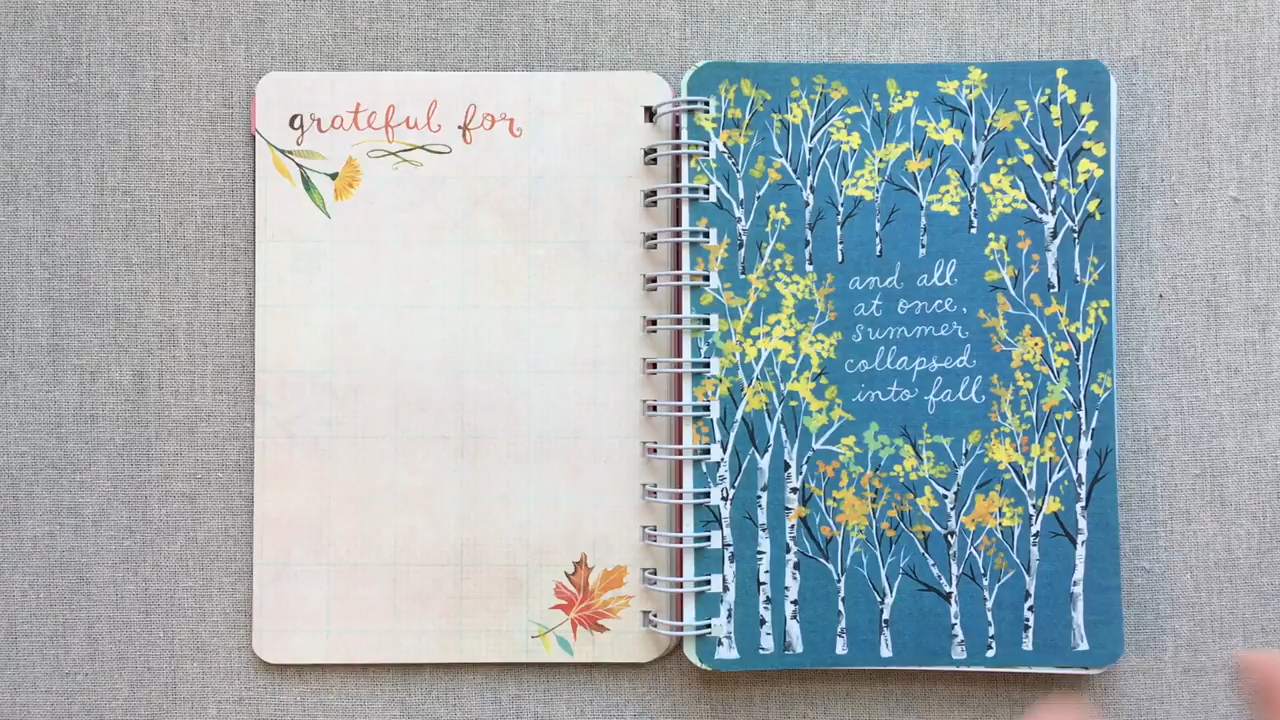 grateful for
and all
at once,
summer
collapsed
into fall